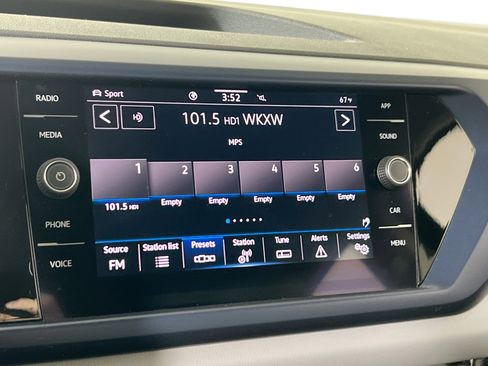 RADIO
MEDIA
PHONE
VOICE
Sport
3:52
67°F
101.5 HD1 WKXW
MPS
1 2 3 4 5 6
101.5 HD1 Empty Empty Empty Empty Empty
Source Station list Presets Station Tune Alerts Settings
FM
APP
SOUND
CAR
MENU